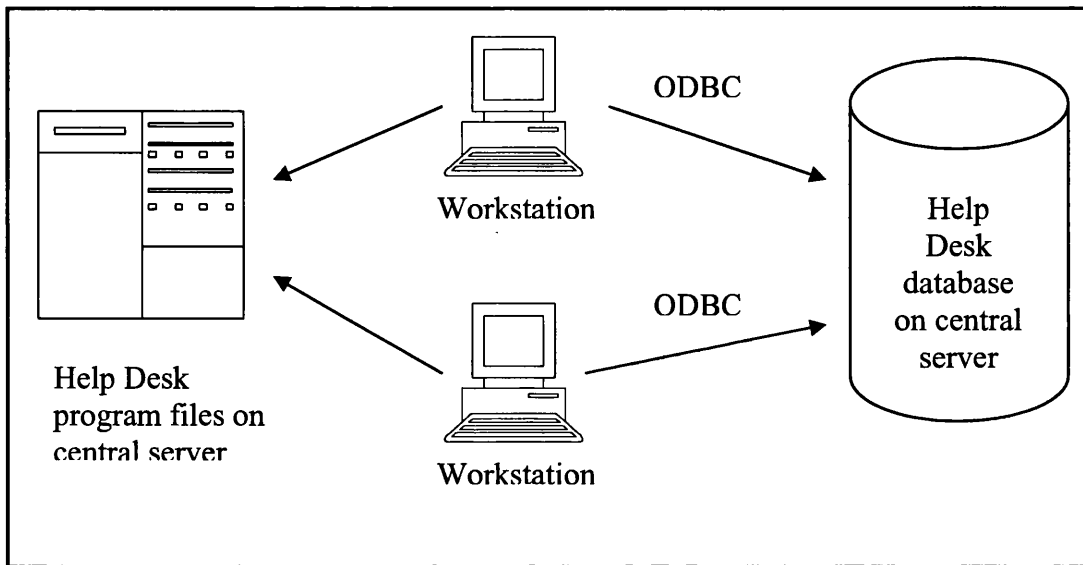 ODBC
Workstation
Help
Desk
database
on central
server
ODBC
Help Desk
program files on
central server
Workstation